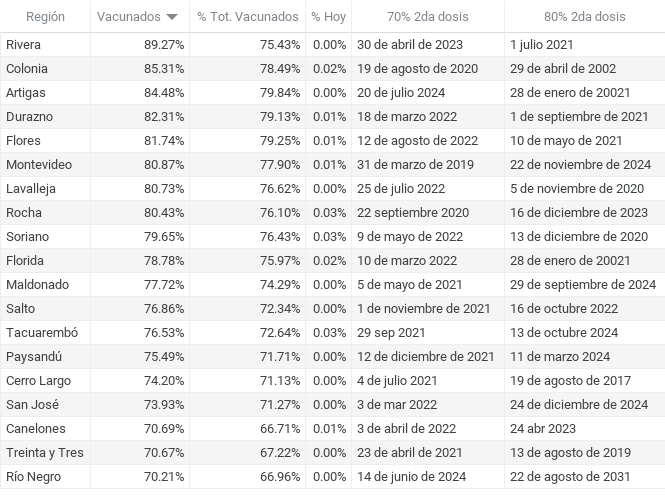 Región Vacunados % Tot. Vacunados % Hoy 70% 2da dosis 80% 2da dosis
Rivera 89.27% 75.43% 0.00% 30 de abril de 2023 1 julio 2021
Colonia 85.31% 78.49% 0.02% 19 de agosto de 2020 29 de abril de 2002
Artigas 84.48% 79.84% 0.00% 20 de julio 2024 28 de enero de 20021
Durazno 82.31% 79.13% 0.01% 18 de marzo 2022 1 de septiembre de 2021
Flores 81.74% 79.25% 0.01% 12 de agosto de 2022 10 de mayo de 2021
Montevideo 80.87% 77.90% 0.01% 31 de marzo de 2019 22 de noviembre de 2024
Lavalleja 80.73% 76.62% 0.00% 25 de julio 2022 5 de noviembre de 2020
Rocha 80.43% 76.10% 0.03% 22 septiembre 2020 16 de diciembre de 2023
Soriano 79.65% 76.43% 0.03% 9 de mayo de 2022 13 de diciembre de 2020
Florida 78.78% 75.97% 0.02% 10 de marzo 2022 28 de enero de 20021
Maldonado 77.72% 74.29% 0.00% 5 de mayo de 2021 29 de septiembre de 2024
Salto 76.86% 72.34% 0.00% 1 de noviembre de 2021 16 de octubre 2022
Tacuarembó 76.53% 72.64% 0.03% 29 sep 2021 13 de octubre 2024
Paysandú 75.49% 71.71% 0.00% 12 de diciembre de 2021 11 de marzo 2024
Cerro Largo 74.20% 71.13% 0.00% 4 de julio 2021 19 de agosto de 2017
San José 73.93% 71.27% 0.00% 3 de mar 2022 24 de diciembre de 2024
Canelones 70.69% 66.71% 0.01% 3 de abril de 2022 24 abr 2023
Treinta y Tres 70.67% 67.22% 0.00% 23 de abril de 2021 13 de agosto de 2019
Río Negro 70.21% 66.96% 0.00% 14 de junio de 2024 22 de agosto de 2031